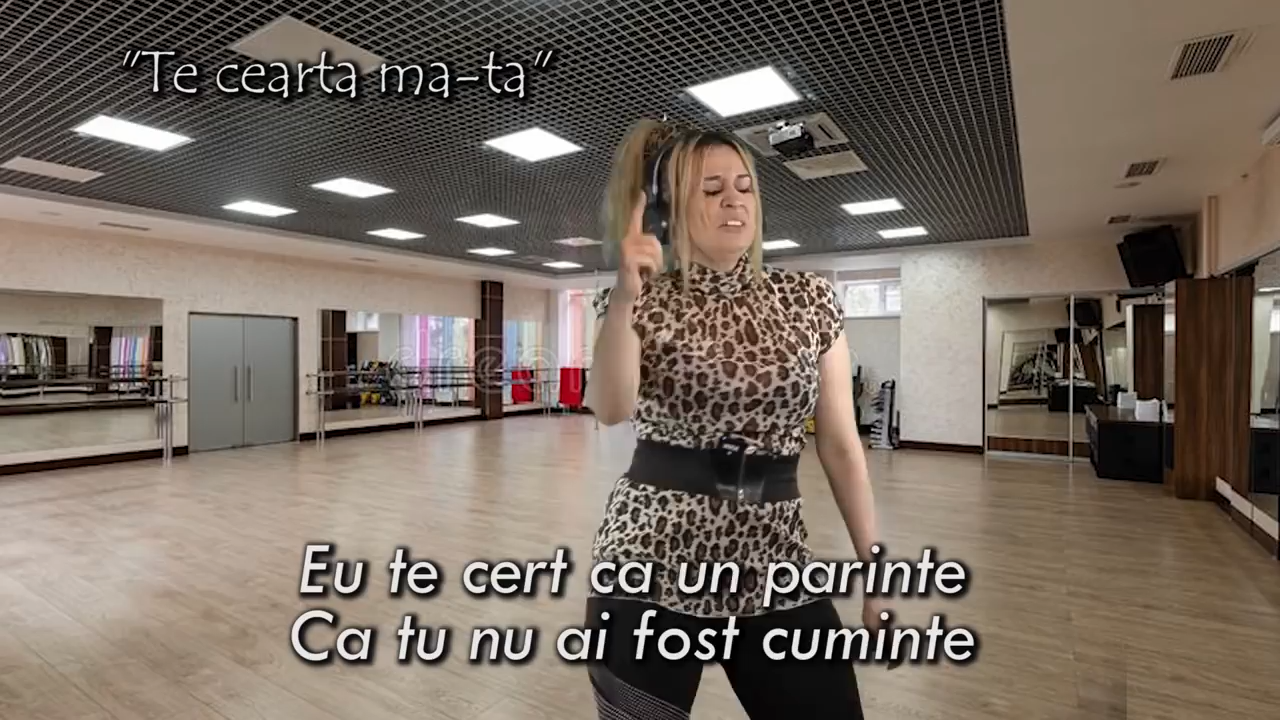 "Te cearta ma-ta"
Eu te cert ca un parinte
Ca tu nu ai fost cuminte